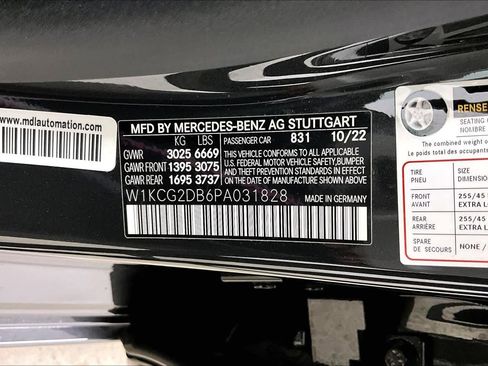 www.mdlautomation.com
MFD BY MERCEDES-BENZ AG STUTTGART
KG LBS PASSENGER CAR 831 10/22
GVWR 3025 6669
GAWR FRONT 1395 3075
GAWR REAR 1695 3737
THIS VEHICLE CONFORMS TO ALL APPLICABLE
U.S. FEDERAL MOTOR VEHICLE SAFETY, BUMPER
AND THEFT PREVENTION STANDARDS IN EFFECT
ON THE DATE OF MANUFACTURE
SHOWN ABOVE.
W1KCG2DB6PA031828
RENSE
SEATING
NOMBRE
The combined weight of
Le poids total des
TIRE
PNEU
SIZE
DIMENSIO
FRONT
AVANT
255/45
EXTRA L
REAR
ARRIÈRE
255/45
EXTRA L
SPARE
DE SECOURS
NONE /